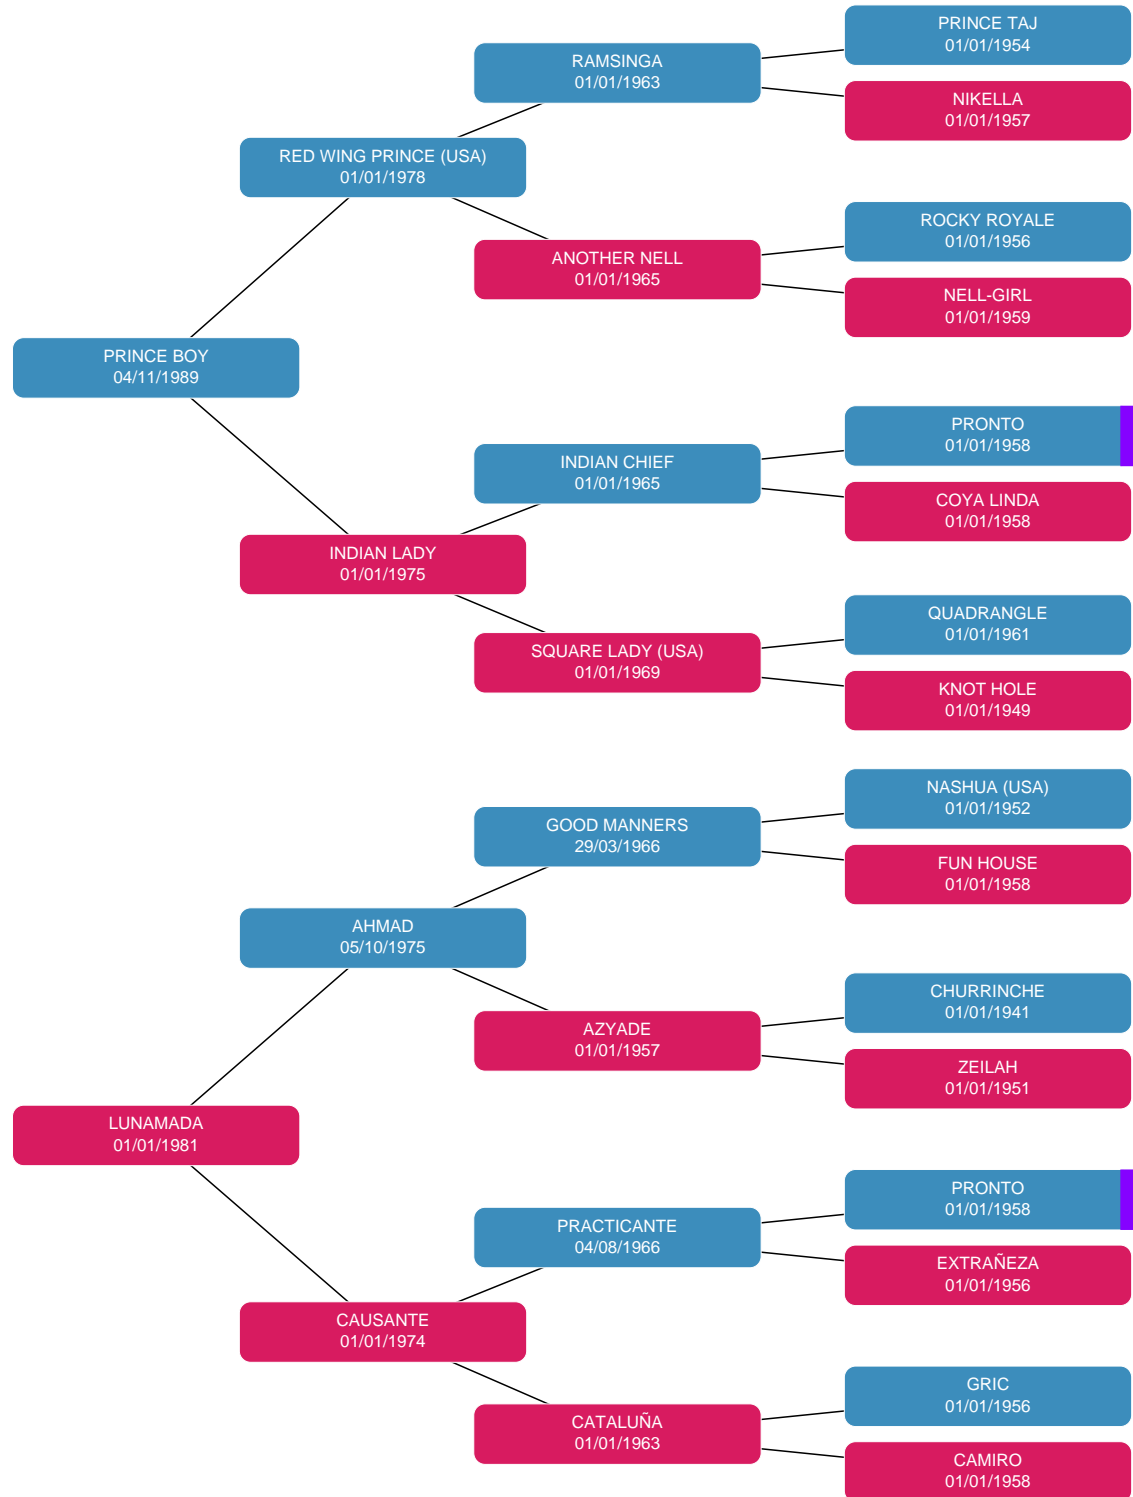 PRINCE TAJ
01/01/1954
RAMSINGA
01/01/1963
NIKELLA
01/01/1957
RED WING PRINCE (USA)
01/01/1978
ROCKY ROYALE
01/01/1956
ANOTHER NELL
01/01/1965
NELL-GIRL
01/01/1959
PRINCE BOY
04/11/1989
PRONTO
01/01/1958
INDIAN CHIEF
01/01/1965
COYA LINDA
01/01/1958
INDIAN LADY
01/01/1975
QUADRANGLE
01/01/1961
SQUARE LADY (USA)
01/01/1969
KNOT HOLE
01/01/1949
NASHUA (USA)
01/01/1952
GOOD MANNERS
29/03/1966
FUN HOUSE
01/01/1958
AHMAD
05/10/1975
CHURRINCHE
01/01/1941
AZYADE
01/01/1957
ZEILAH
01/01/1951
LUNAMADA
01/01/1981
PRONTO
01/01/1958
PRACTICANTE
04/08/1966
EXTRAÑEZA
01/01/1956
CAUSANTE
01/01/1974
GRIC
01/01/1956
CATALUÑA
01/01/1963
CAMIRO
01/01/1958